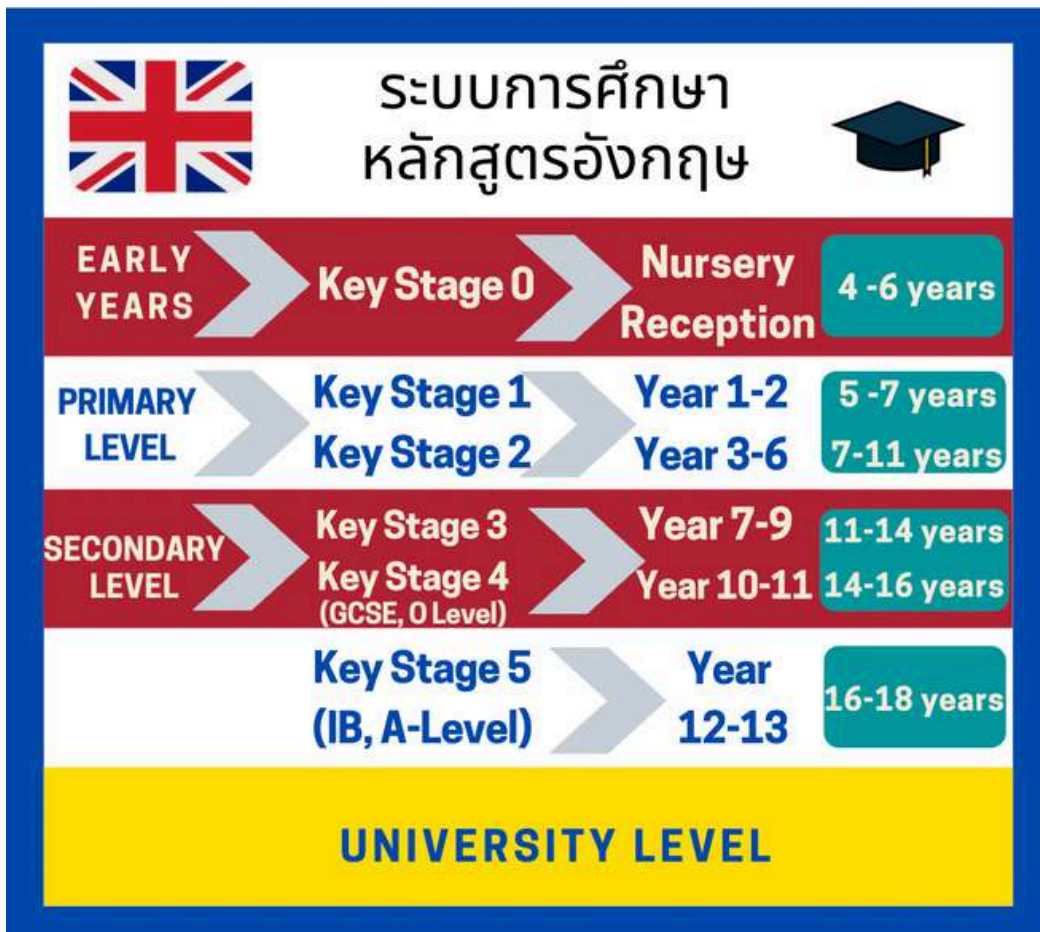 ระบบการศึกษา
หลักสูตรอังกฤษ
EARLY
YEARS
Key Stage 0
Nursery
Reception
4 -6 years
PRIMARY
LEVEL
Key Stage 1
Year 1-2
5 -7 years
Key Stage 2
Year 3-6
7-11 years
SECONDARY
LEVEL
Key Stage 3
Year 7-9
11-14 years
Key Stage 4
(GCSE, O Level)
Year 10-11
14-16 years
Key Stage 5
(IB, A-Level)
Year
12-13
16-18 years
UNIVERSITY LEVEL